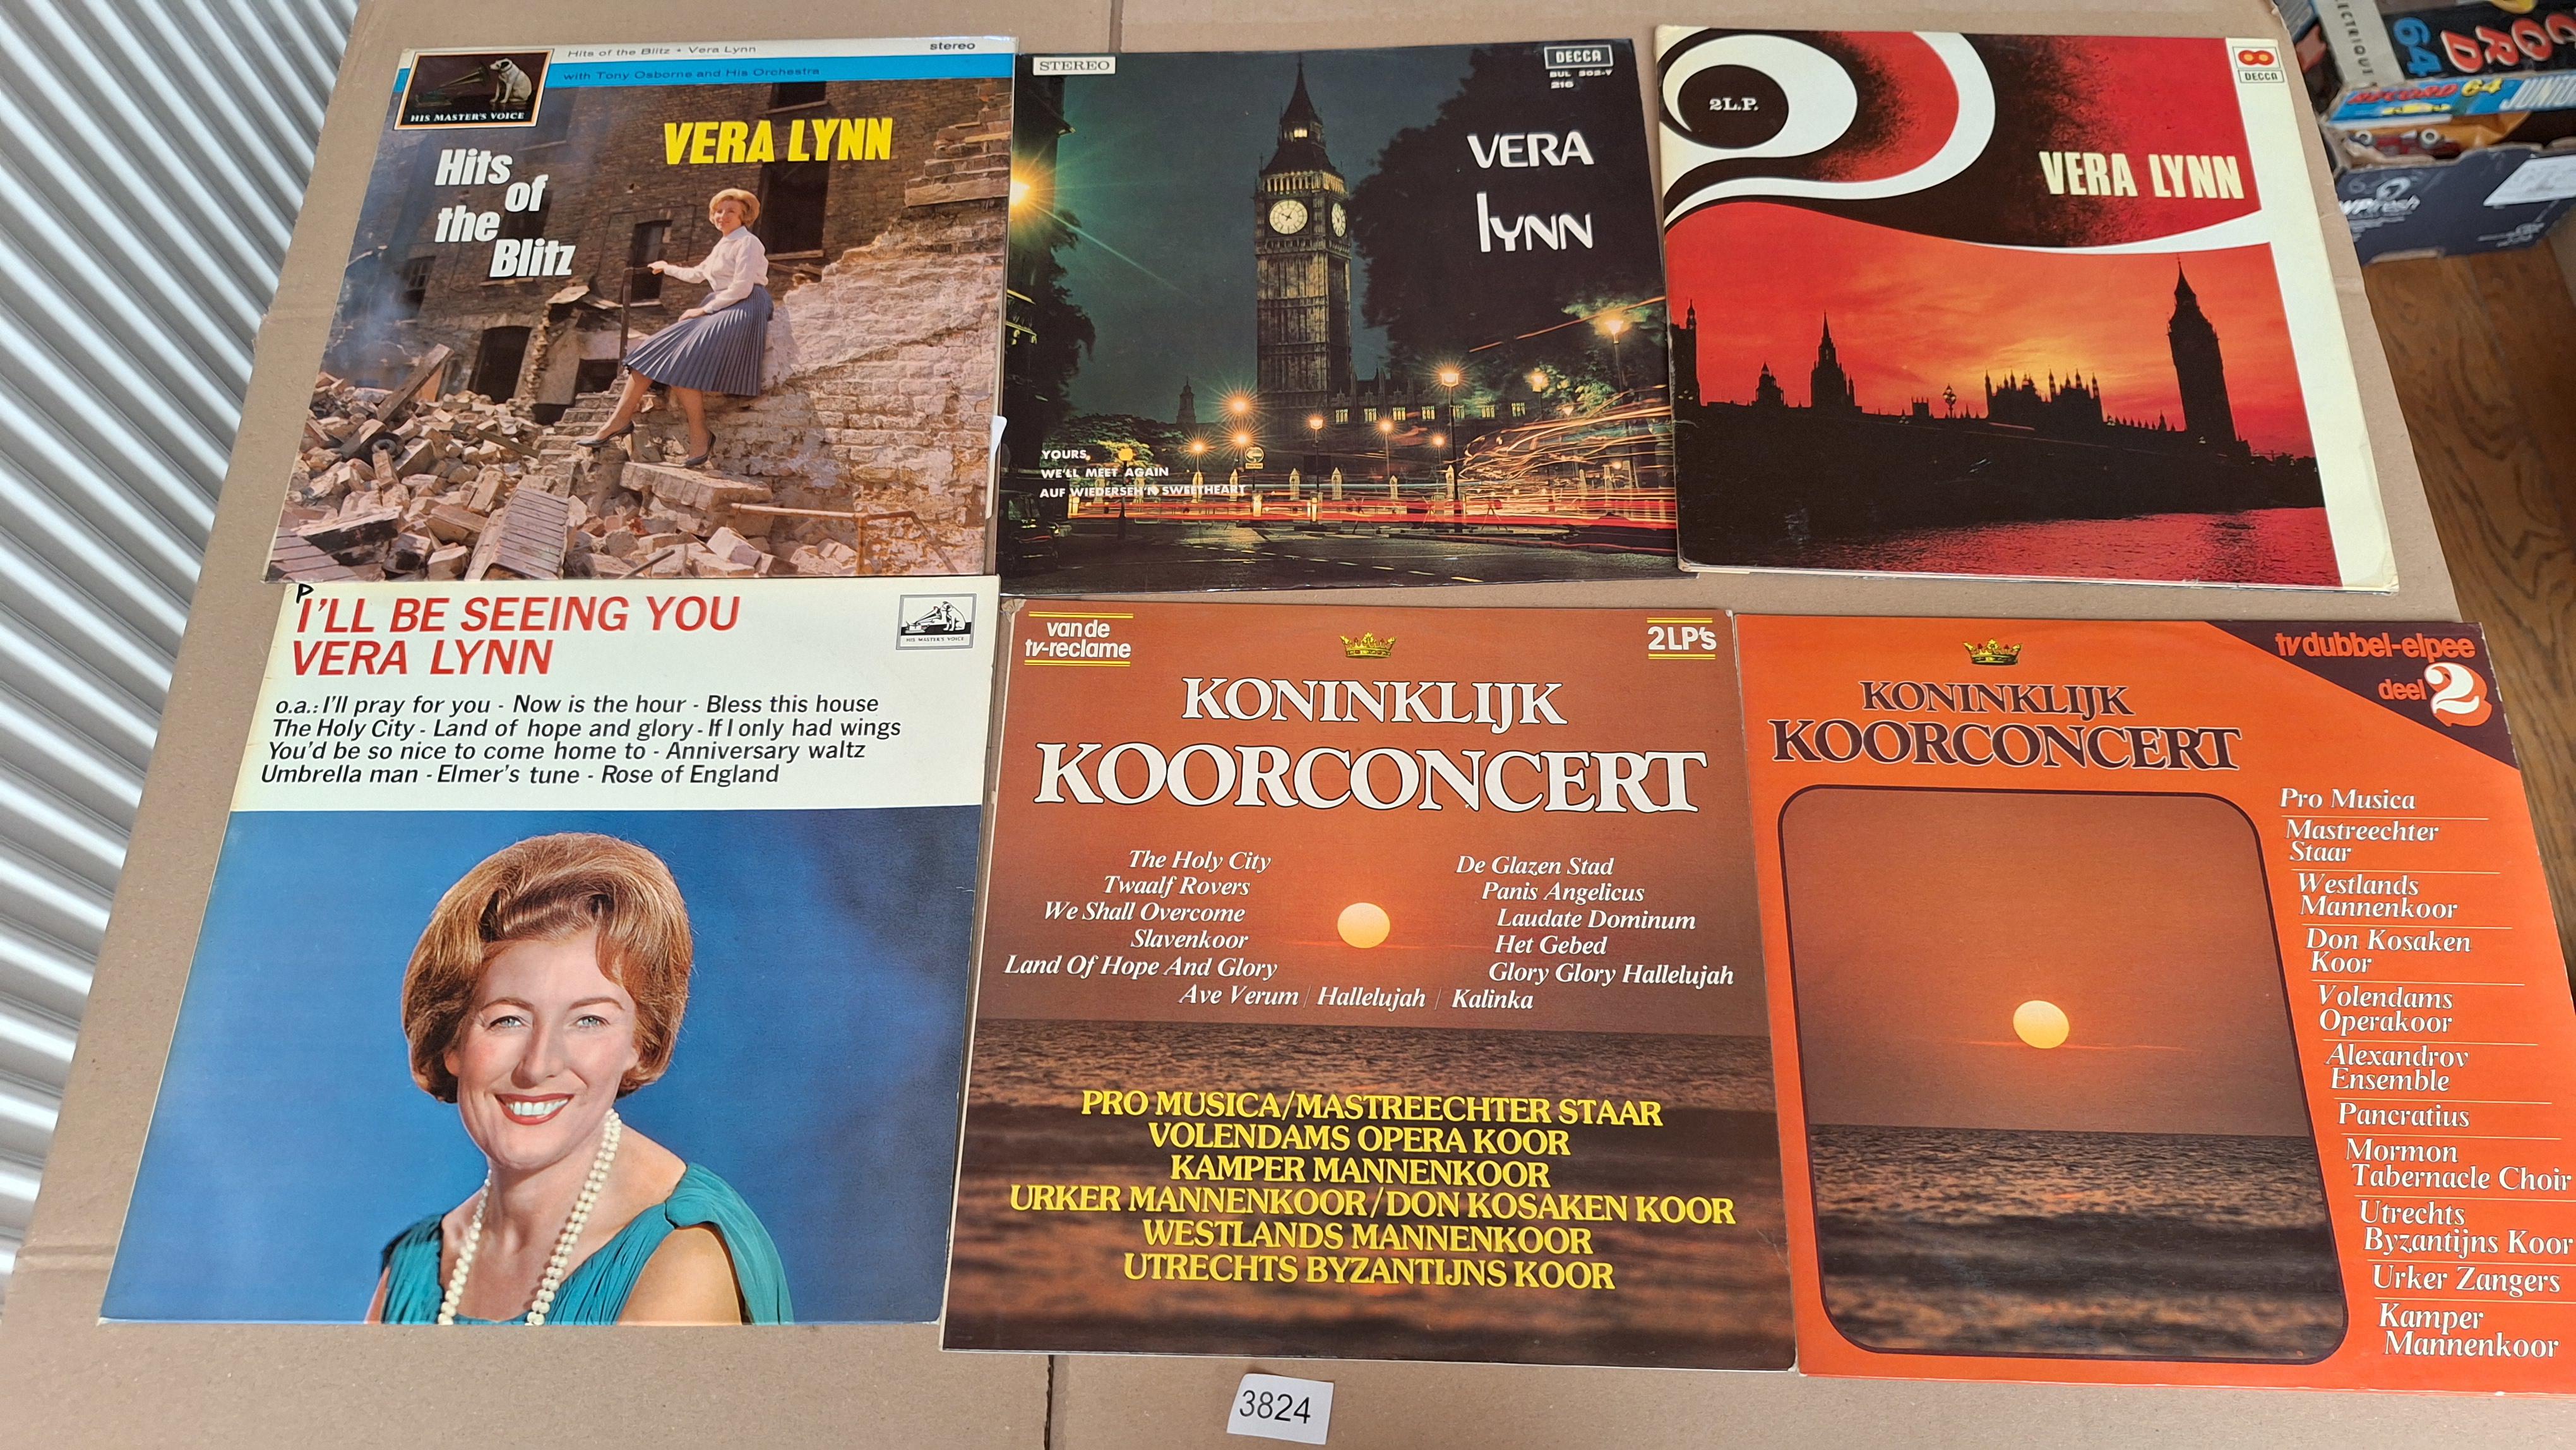 Hits of the Blitz • Vera Lynn
stereo
with Tony Osborne and His Orchestra
HIS MASTER'S VOICE
VERA LYNN
Hits
of
the
Blitz
STEREO
DECCA
BUL 302-Y
216
VERA
lynn
YOURS,
WE'LL MEET AGAIN
AUF WIEDERSEH'N SWEETHEART
2L.P.
DECCA
VERA LYNN
P
I'LL BE SEEING YOU
VERA LYNN
HIS MASTER'S VOICE
o.a.: I'll pray for you - Now is the hour - Bless this house
The Holy City - Land of hope and glory - If I only had wings
You'd be so nice to come home to - Anniversary waltz
Umbrella man - Elmer's tune - Rose of England
van de
tv-reclame
2LP's
KONINKLIJK
KOORCONCERT
The Holy City
Twaalf Rovers
We Shall Overcome
Slavenkoor
Land Of Hope And Glory
De Glazen Stad
Panis Angelicus
Laudate Dominum
Het Gebed
Glory Glory Hallelujah
Ave Verum / Hallelujah / Kalinka
PRO MUSICA/MASTREECHTER STAAR
VOLENDAMS OPERA KOOR
KAMPER MANNENKOOR
URKER MANNENKOOR/DON KOSAKEN KOOR
WESTLANDS MANNENKOOR
UTRECHTS BYZANTIJNS KOOR
tv dubbel-elpee
deel 2
KONINKLIJK
KOORCONCERT
Pro Musica
Mastreechter
Staar
Westlands
Mannenkoor
Don Kosaken
Koor
Volendams
Operakoor
Alexandrov
Ensemble
Pancratius
Mormon
Tabernacle Choir
Utrechts
Byzantijns Koor
Urker Zangers
Kamper
Mannenkoor
3824
RECORD 64